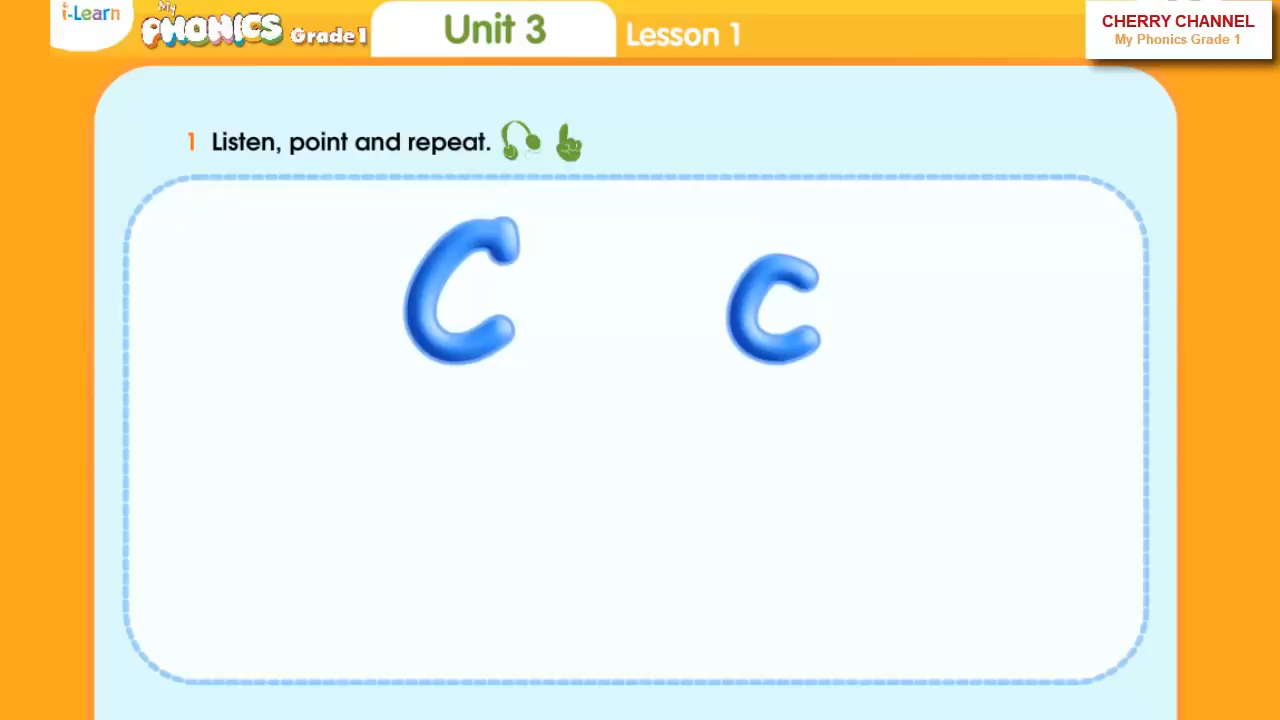 i-Learn
My
PHONICS Grade 1
Unit 3
Lesson 1
CHERRY CHANNEL
My Phonics Grade 1
1 Listen, point and repeat.
C c